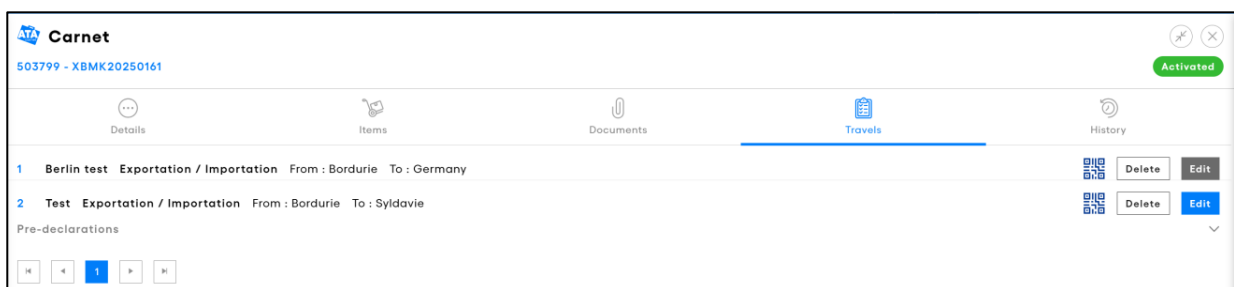 ATA Carnet
503799 - XBMK20250161
Activated
Details Items Documents Travels History
1 Berlin test Exportation / Importation From : Bordurie To : Germany Delete Edit
2 Test Exportation / Importation From : Bordurie To : Syldavie Delete Edit
Pre-declarations
1